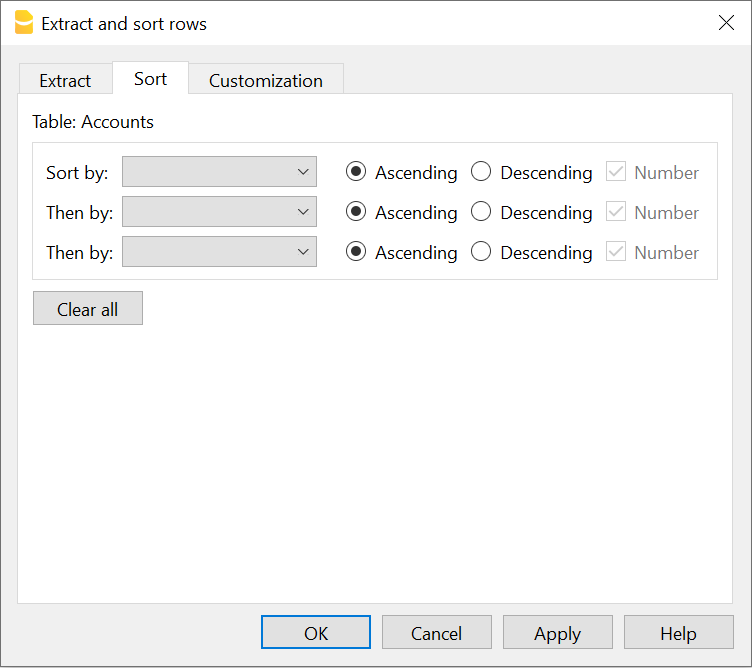 Extract and sort rows
Extract Sort Customization
Table: Accounts
Sort by: Ascending Descending Number
Then by: Ascending Descending Number
Then by: Ascending Descending Number
Clear all
OK Cancel Apply Help